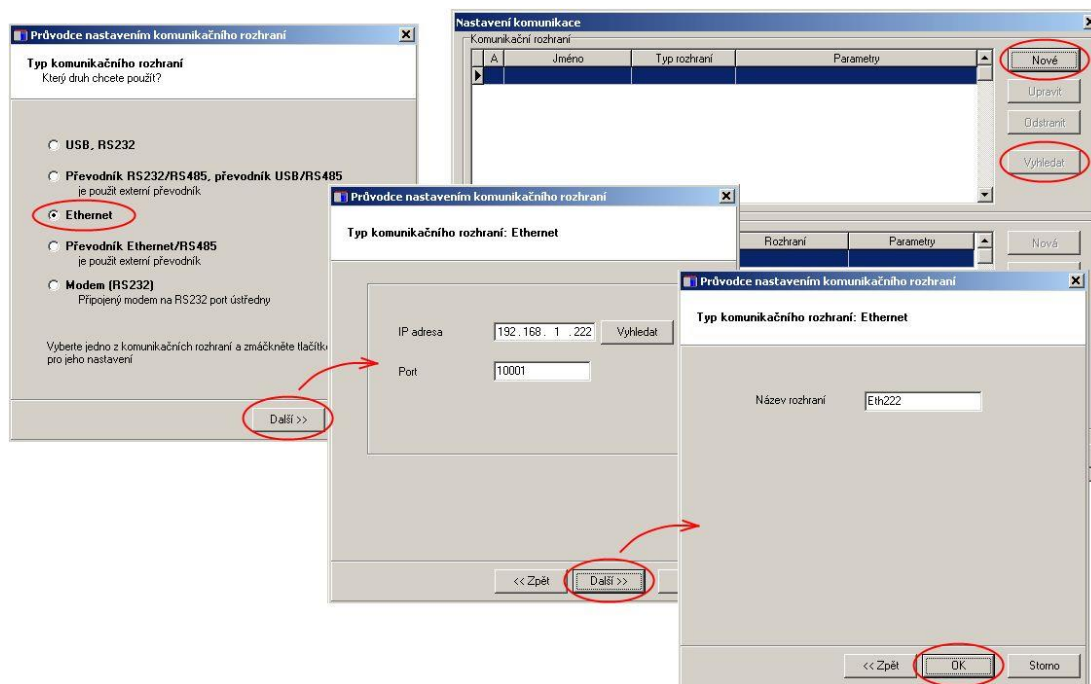 Průvodce nastavením komunikačního rozhraní
Typ komunikačního rozhraní
Který druh chcete použít?
USB, RS232
Převodník RS232/RS485, převodník USB/RS485
je použit externí převodník
Ethernet
Převodník Ethernet/RS485
je použit externí převodník
Modem (RS232)
Připojený modem na RS232 port ústředny
Vyberte jedno z komunikačních rozhraní a zmáčkněte tlačítko
pro jeho nastavení
Další >>
Nastavení komunikace
Komunikační rozhraní
A Jméno Typ rozhraní Parametry
Nové
Upravit
Odstranit
Vyhledat
Rozhraní Parametry
Nová
Průvodce nastavením komunikačního rozhraní
Typ komunikačního rozhraní: Ethernet
IP adresa 192.168. 1 .222 Vyhledat
Port 10001
<< Zpět Další >>
Průvodce nastavením komunikačního rozhraní
Typ komunikačního rozhraní: Ethernet
Název rozhraní Eth222
<< Zpět OK Storno